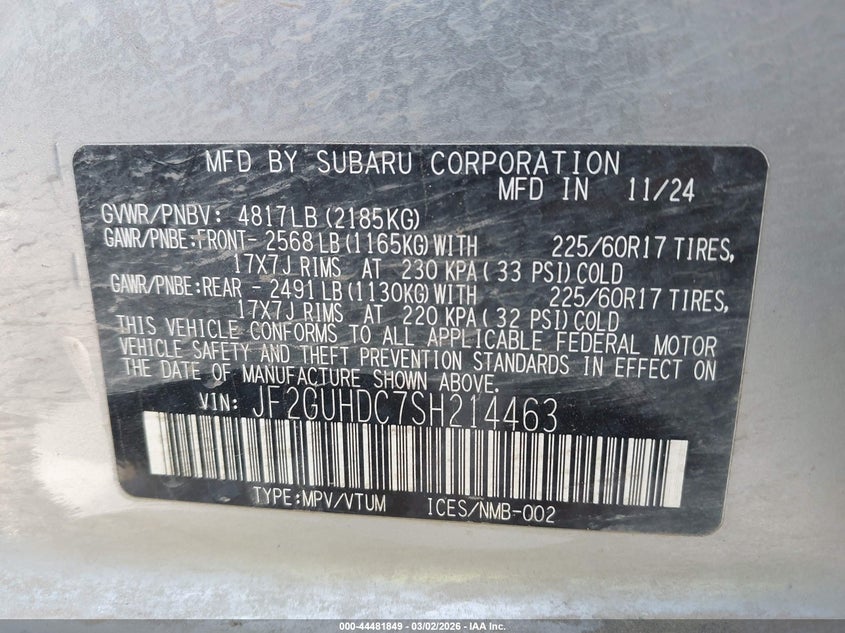 MFD BY SUBARU CORPORATION
MFD IN 11/24
GVWR/PNBV: 4817LB (2185KG)
GAWR/PNBE:FRONT- 2568LB (1165KG) WITH 225/60R17 TIRES,
17X7J RIMS AT 230 KPA ( 33 PSI) COLD
GAWR/PNBE:REAR - 2491LB (1130KG) WITH 225/60R17 TIRES,
17X7J RIMS AT 220 KPA ( 32 PSI) COLD
THIS VEHICLE CONFORMS TO ALL APPLICABLE FEDERAL MOTOR
VEHICLE SAFETY AND THEFT PREVENTION STANDARDS IN EFFECT ON
THE DATE OF MANUFACTURE SHOWN ABOVE.
VIN: JF2GUHDC7SH214463
TYPE:MPV/VTUM ICES/NMB-002
000-44481849 - 03/02/2026 - IAA Inc.